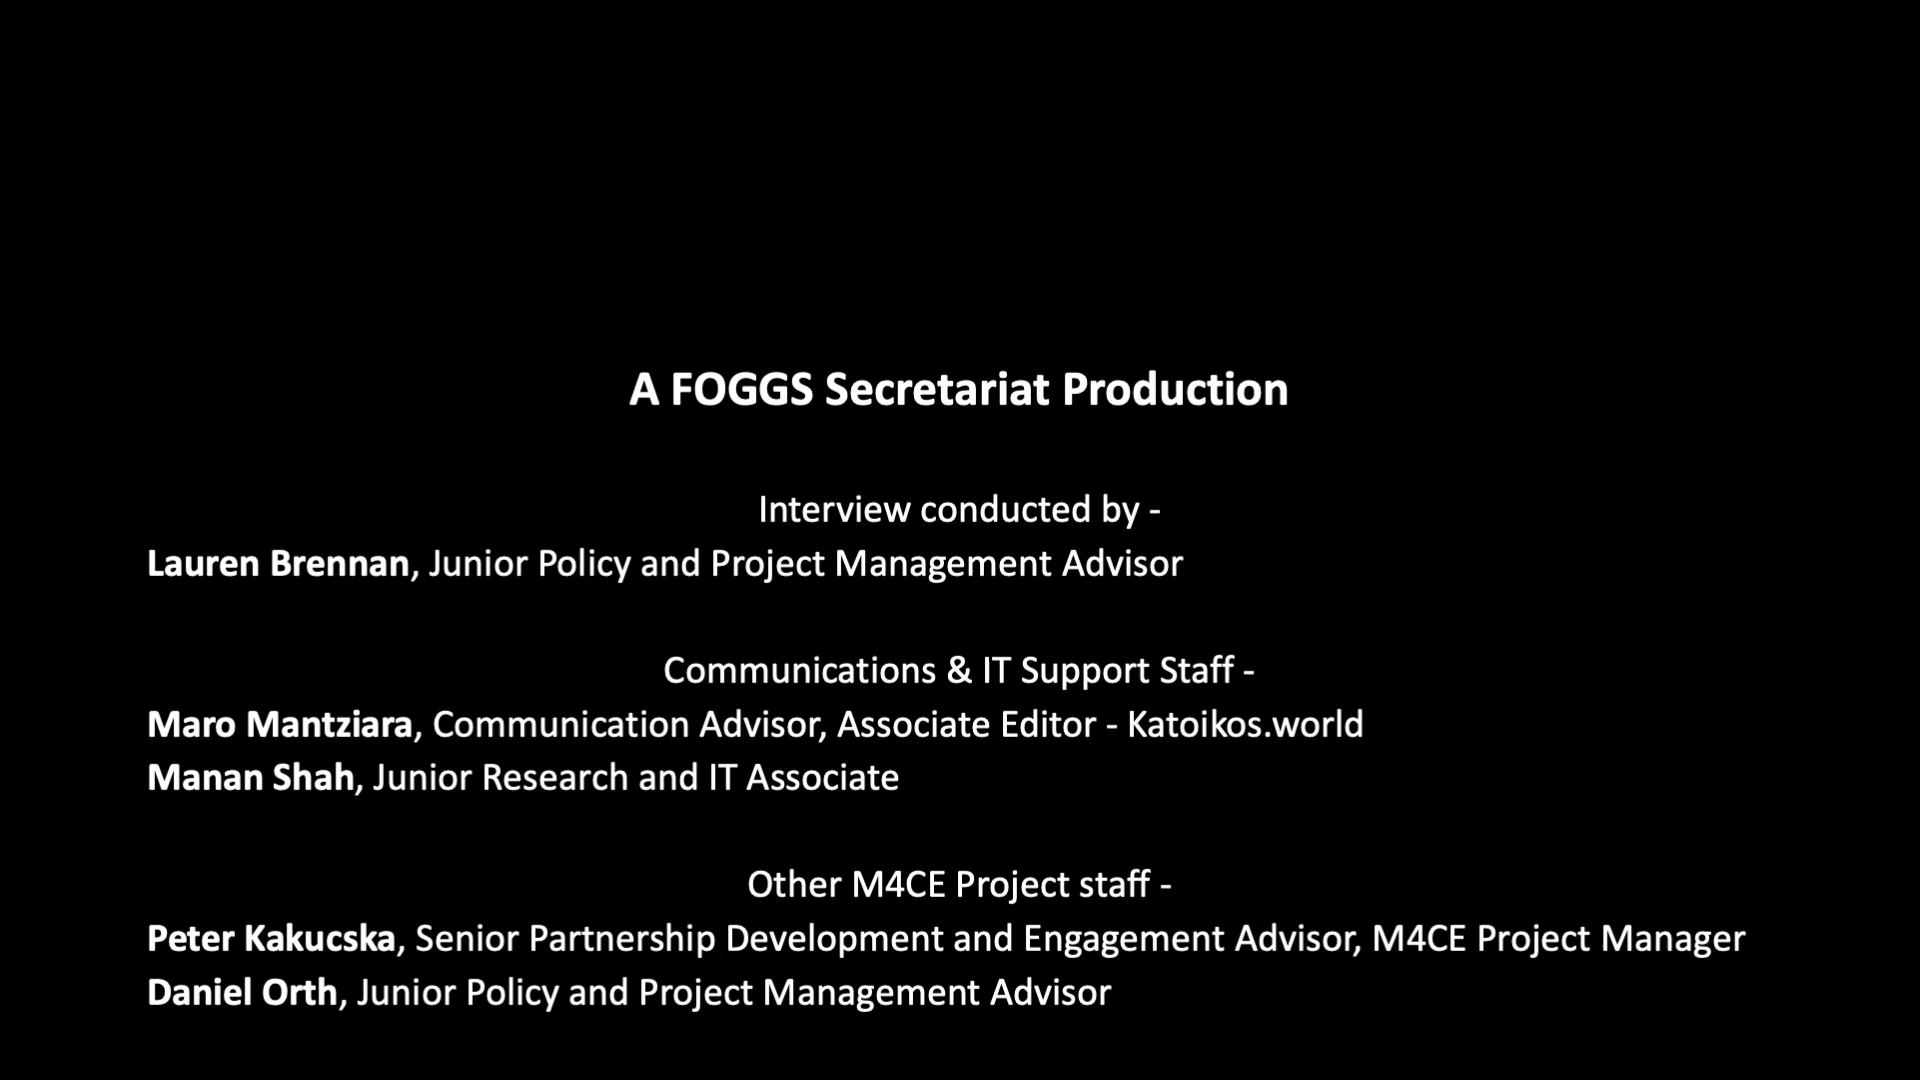 A FOGGS Secretariat Production
Interview conducted by -
Lauren Brennan, Junior Policy and Project Management Advisor
Communications & IT Support Staff -
Maro Mantziara, Communication Advisor, Associate Editor - Katoikos.world
Manan Shah, Junior Research and IT Associate
Other M4CE Project staff -
Peter Kakucska, Senior Partnership Development and Engagement Advisor, M4CE Project Manager
Daniel Orth, Junior Policy and Project Management Advisor